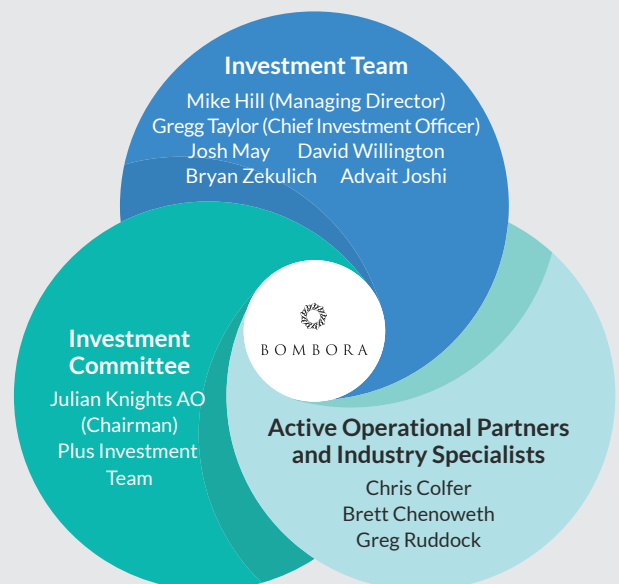 Investment Team
Mike Hill (Managing Director)
Gregg Taylor (Chief Investment Officer)
Josh May David Willington
Bryan Zekulich Advait Joshi
BOMBORA
Investment
Committee
Julian Knights AO
(Chairman)
Plus Investment
Team
Active Operational Partners
and Industry Specialists
Chris Colfer
Brett Chenoweth
Greg Ruddock